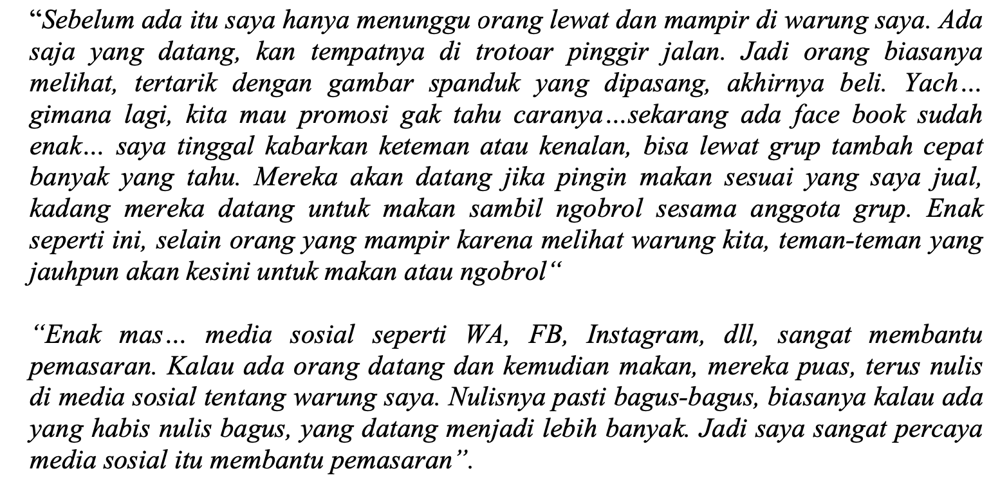 “Sebelum ada itu saya hanya menunggu orang lewat dan mampir di warung saya. Ada
saja yang datang, kan tempatnya di trotoar pinggir jalan. Jadi orang biasanya
melihat, tertarik dengan gambar spanduk yang dipasang, akhirnya beli. Yach…
gimana lagi, kita mau promosi gak tahu caranya…sekarang ada face book sudah
enak… saya tinggal kabarkan keteman atau kenalan, bisa lewat grup tambah cepat
banyak yang tahu. Mereka akan datang jika pingin makan sesuai yang saya jual,
kadang mereka datang untuk makan sambil ngobrol sesama anggota grup. Enak
seperti ini, selain orang yang mampir karena melihat warung kita, teman-teman yang
jauhpun akan kesini untuk makan atau ngobrol“
“Enak mas… media sosial seperti WA, FB, Instagram, dll, sangat membantu
pemasaran. Kalau ada orang datang dan kemudian makan, mereka puas, terus nulis
di media sosial tentang warung saya. Nulisnya pasti bagus-bagus, biasanya kalau ada
yang habis nulis bagus, yang datang menjadi lebih banyak. Jadi saya sangat percaya
media sosial itu membantu pemasaran”.